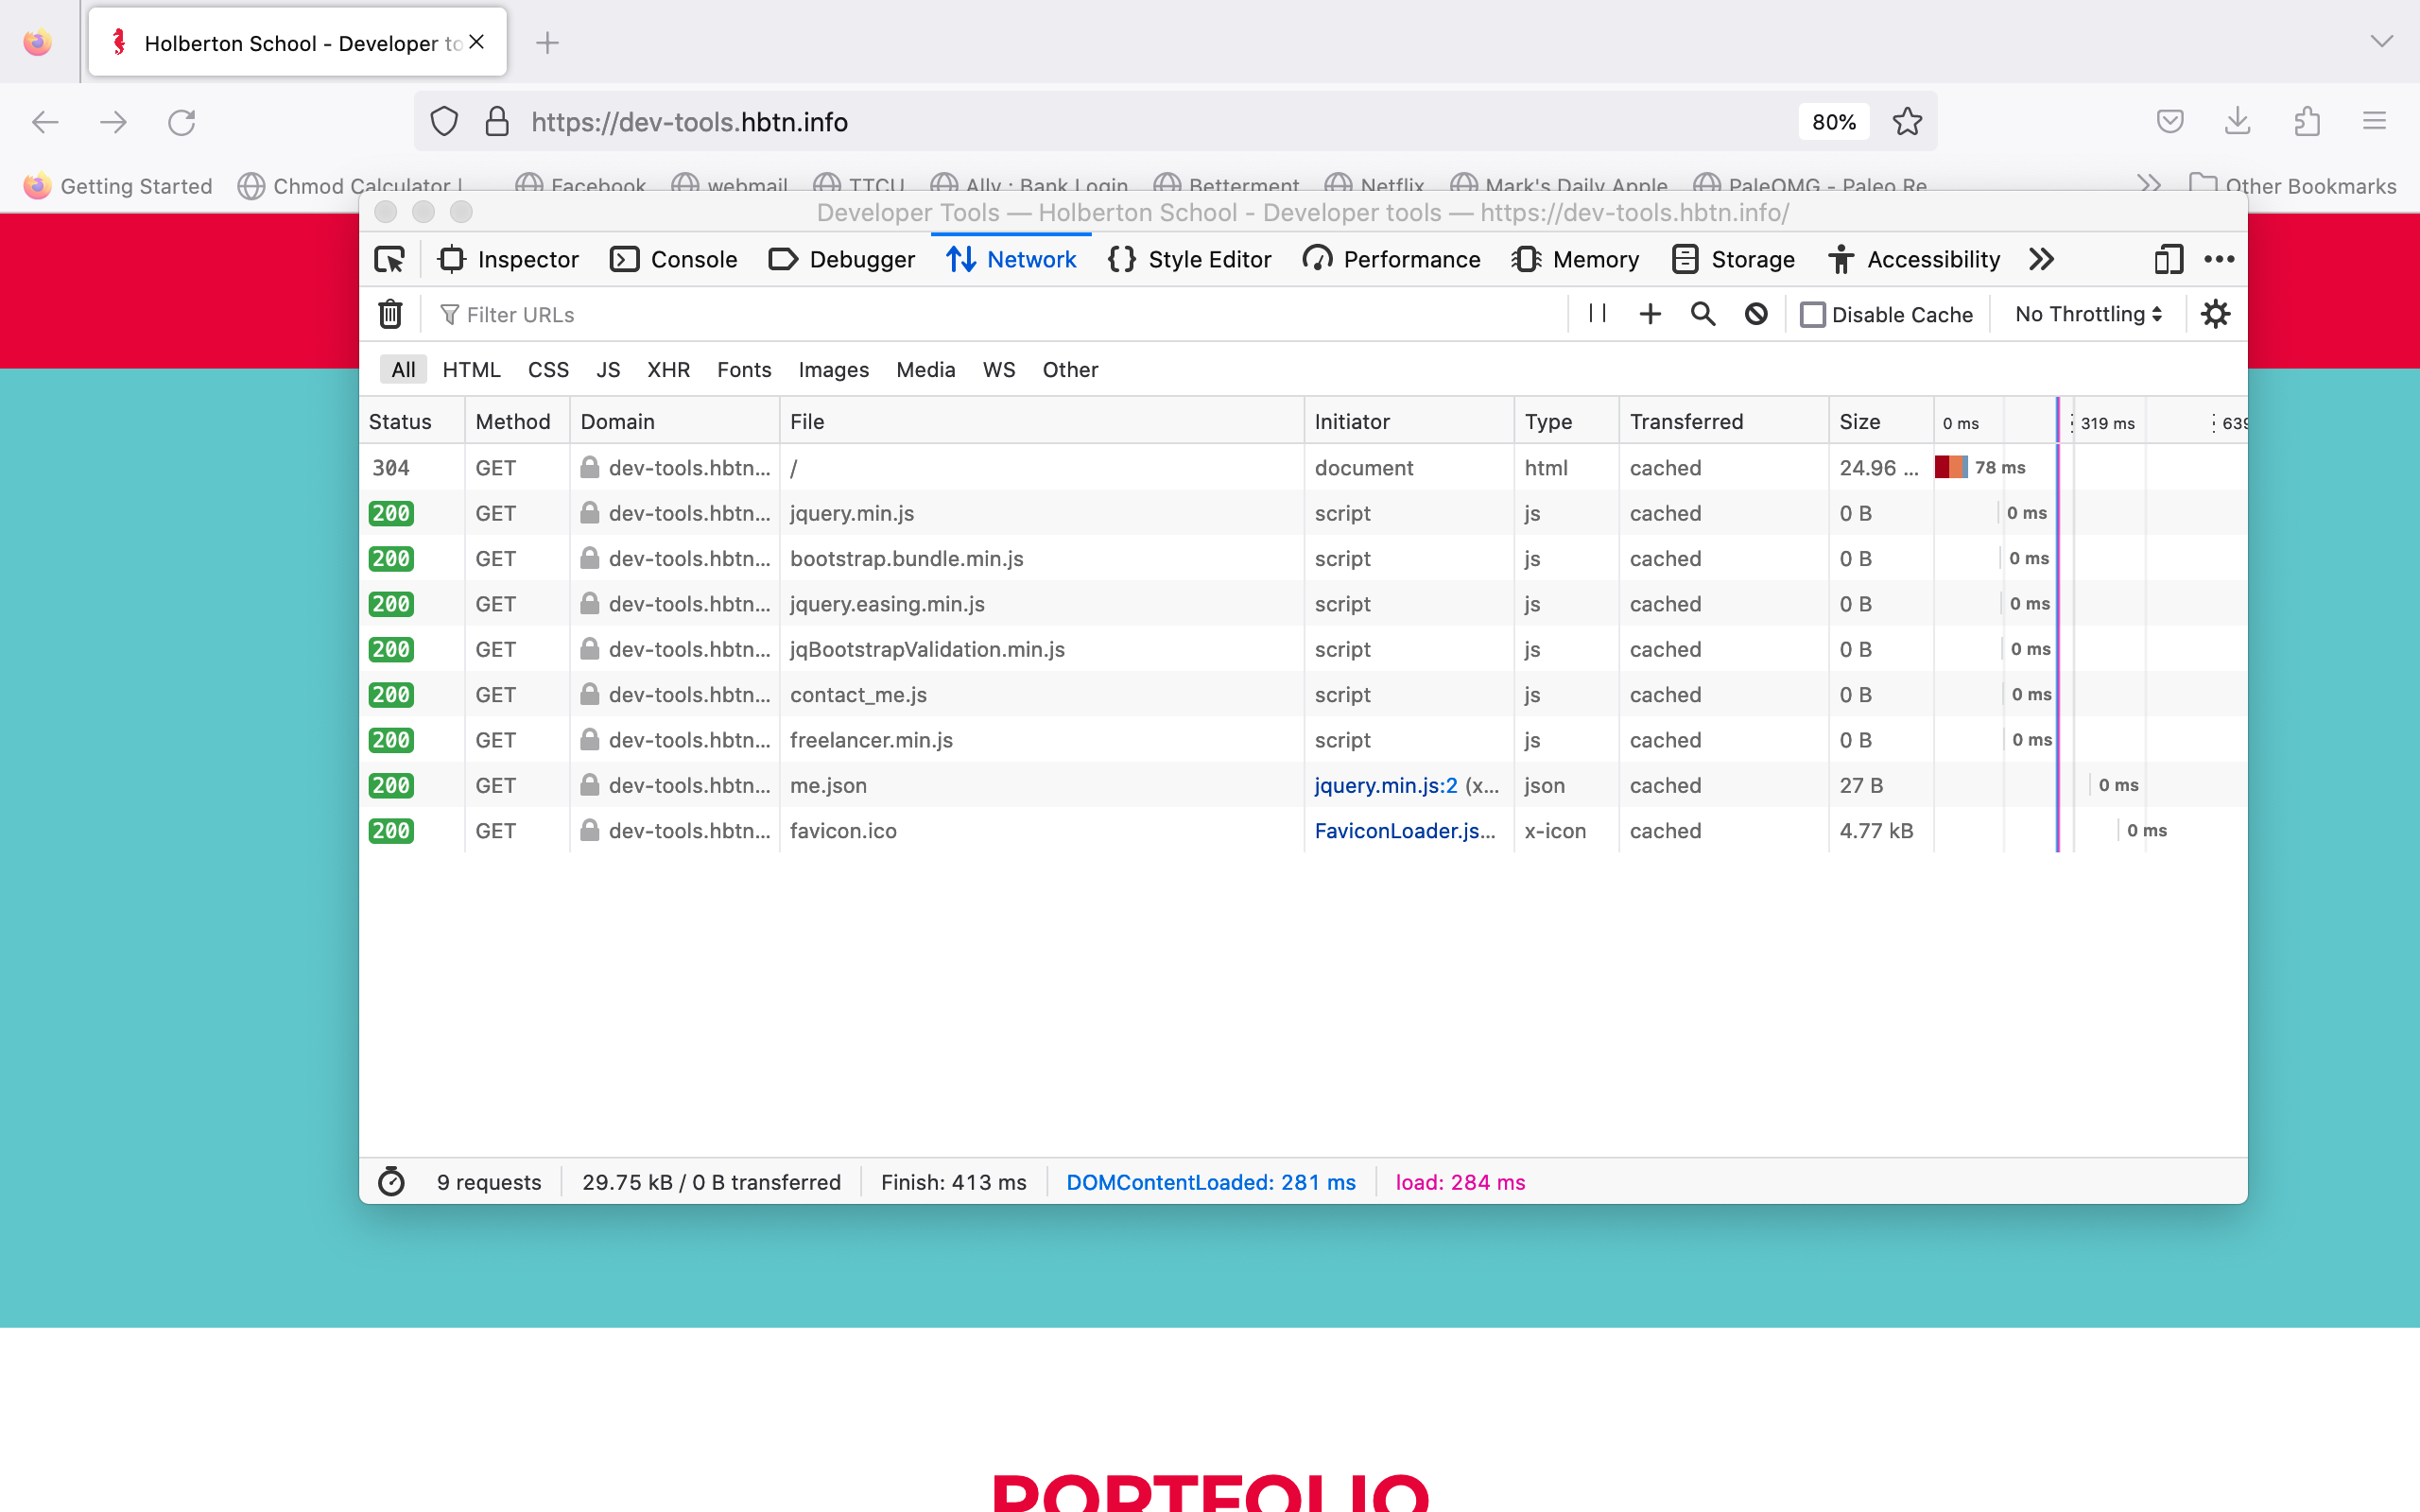 Holberton School - Developer to
https://dev-tools.hbtn.info
80%
Getting Started Chmod Calculator | Facebook webmail TTCU Ally : Bank Login Betterment Netflix Mark's Daily Apple PaleOMG - Paleo Re Other Bookmarks
Developer Tools — Holberton School - Developer tools — https://dev-tools.hbtn.info/
Inspector Console Debugger Network Style Editor Performance Memory Storage Accessibility
Filter URLs Disable Cache No Throttling
All HTML CSS JS XHR Fonts Images Media WS Other
Status Method Domain File Initiator Type Transferred Size 0 ms 319 ms 639
304 GET dev-tools.hbtn... / document html cached 24.96 ... 78 ms
200 GET dev-tools.hbtn... jquery.min.js script js cached 0 B 0 ms
200 GET dev-tools.hbtn... bootstrap.bundle.min.js script js cached 0 B 0 ms
200 GET dev-tools.hbtn... jquery.easing.min.js script js cached 0 B 0 ms
200 GET dev-tools.hbtn... jqBootstrapValidation.min.js script js cached 0 B 0 ms
200 GET dev-tools.hbtn... contact_me.js script js cached 0 B 0 ms
200 GET dev-tools.hbtn... freelancer.min.js script js cached 0 B 0 ms
200 GET dev-tools.hbtn... me.json jquery.min.js:2 (x... json cached 27 B 0 ms
200 GET dev-tools.hbtn... favicon.ico FaviconLoader.js... x-icon cached 4.77 kB 0 ms
9 requests 29.75 kB / 0 B transferred Finish: 413 ms DOMContentLoaded: 281 ms load: 284 ms
PORTFOLIO